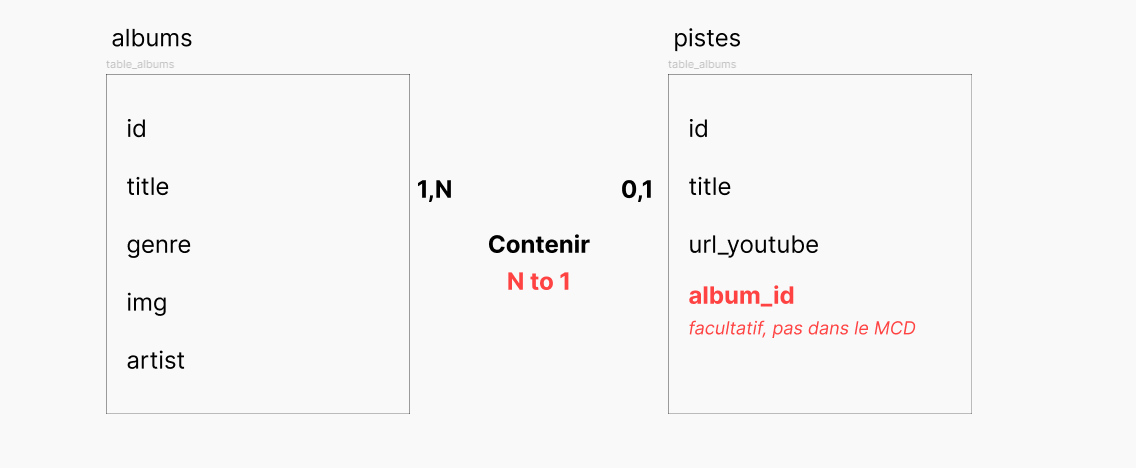 albums
table_albums
id
title
genre
img
artist
1,N
Contenir
N to 1
0,1
pistes
table_albums
id
title
url_youtube
album_id
facultatif, pas dans le MCD